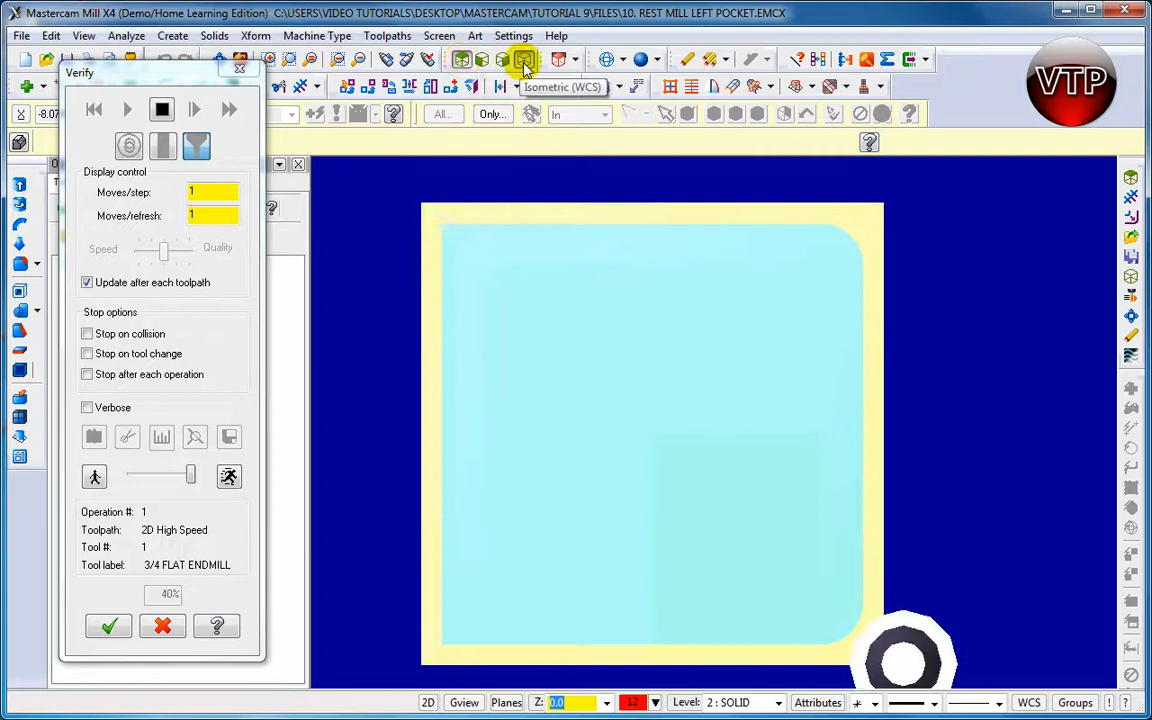 Mastercam Mill X4 (Demo/Home Learning Edition) C:\USERS\VIDEO TUTORIALS\DESKTOP\MASTERCAM\TUTORIAL 9\FILES\10. REST MILL LEFT POCKET.EMCX
File Edit View Analyze Create Solids Xform Machine Type Toolpaths Screen Art Settings Help
Verify
VTP
Isometric (WCS)
X -8.07
All... Only... In
Display control
Moves/step: 1
Moves/refresh: 1
Speed Quality
Update after each toolpath
Stop options
Stop on collision
Stop on tool change
Stop after each operation
Verbose
Operation #: 1
Toolpath: 2D High Speed
Tool #: 1
Tool label: 3/4 FLAT ENDMILL
40%
2D Gview Planes Z: 0.0 12 Level: 2 : SOLID Attributes WCS Groups ! ?